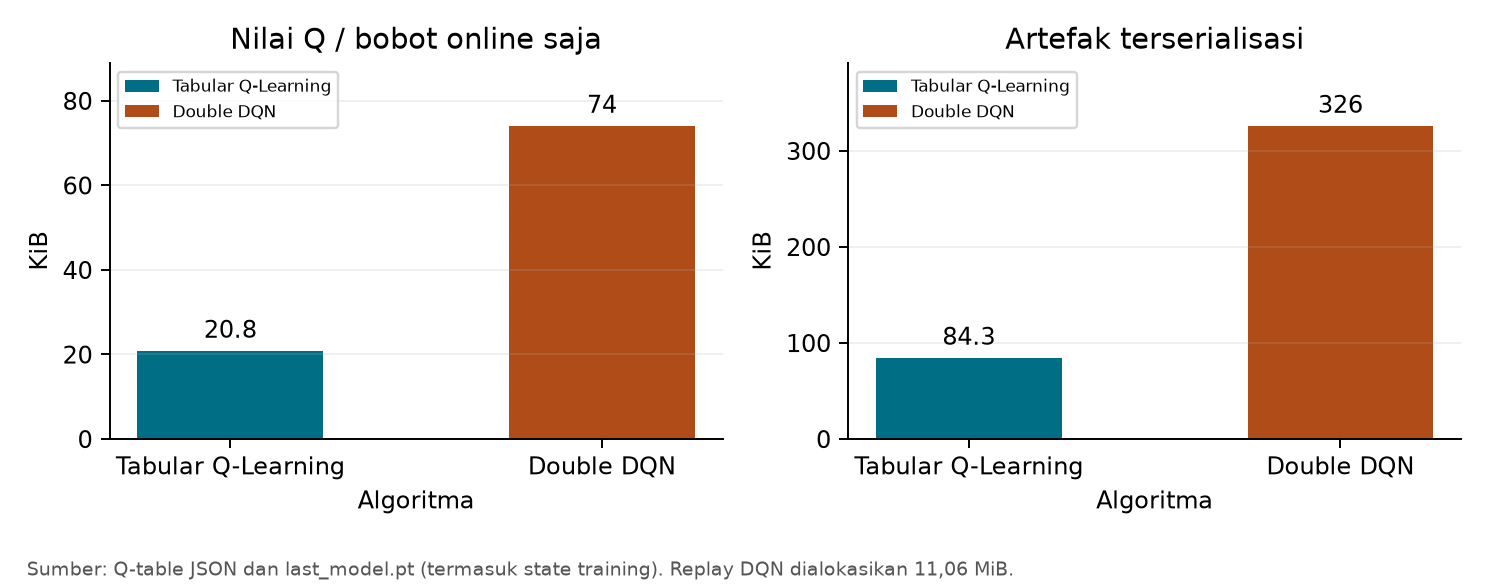 Nilai Q / bobot online saja
Tabular Q-Learning
Double DQN
80
60
40
20
0
KiB
20.8
74
Tabular Q-Learning
Double DQN
Algoritma
Artefak terserialisasi
Tabular Q-Learning
Double DQN
300
200
100
0
KiB
84.3
326
Tabular Q-Learning
Double DQN
Algoritma
Sumber: Q-table JSON dan last_model.pt (termasuk state training). Replay DQN dialokasikan 11,06 MiB.